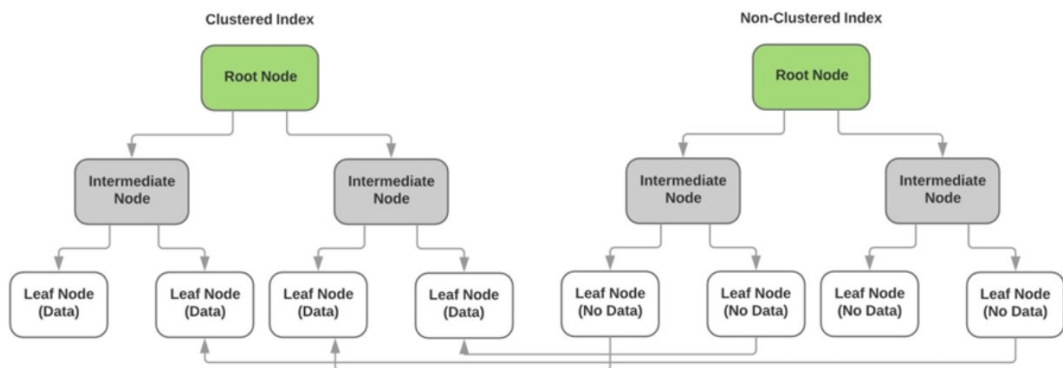 Clustered Index
Non-Clustered Index
Root Node
Root Node
Intermediate
Node
Intermediate
Node
Intermediate
Node
Intermediate
Node
Leaf Node
(Data)
Leaf Node
(Data)
Leaf Node
(Data)
Leaf Node
(Data)
Leaf Node
(No Data)
Leaf Node
(No Data)
Leaf Node
(No Data)
Leaf Node
(No Data)